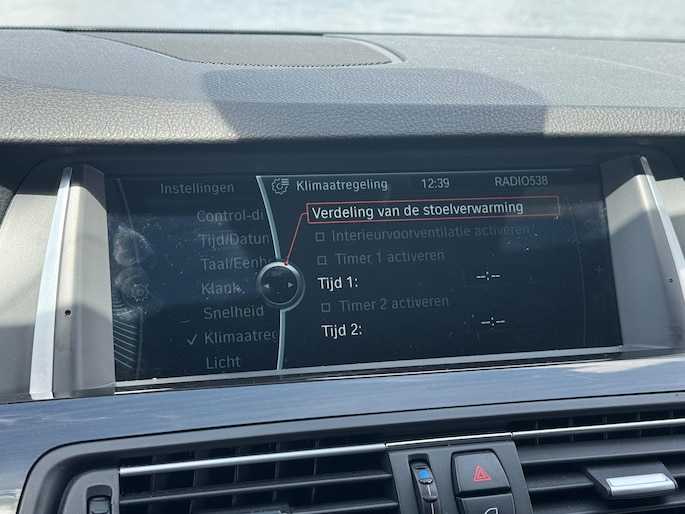 Instellingen
Klimaatregeling 12:39 RADIO538
Control-di
Tijd/Datun
Taal/Eenh
Klank
Snelheid
Klimaatreg
Licht
Verdeling van de stoelverwarming
Interieurvoorventilatie activeren
Timer 1 activeren
Tijd 1: --:--
Timer 2 activeren
Tijd 2: --:--